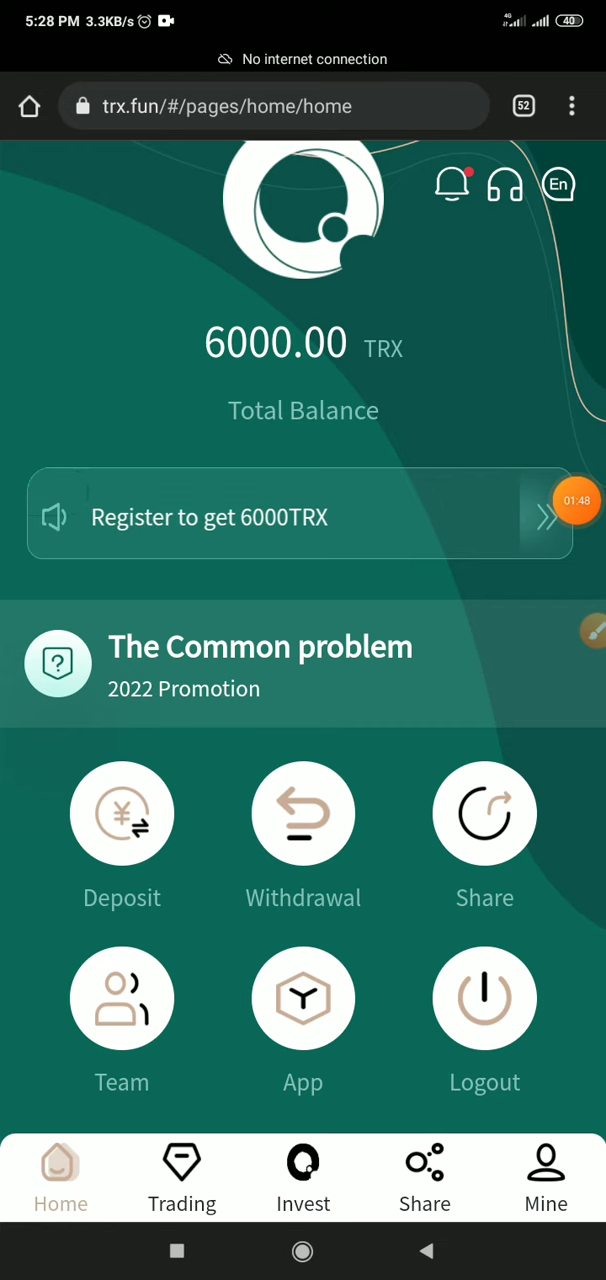 5:28 PM 3.3KB/s 4G 40
No internet connection
trx.fun/#/pages/home/home 52
En
6000.00 TRX
Total Balance
Register to get 6000TRX
01:48
The Common problem
2022 Promotion
Deposit Withdrawal Share
Team App Logout
Home Trading Invest Share Mine